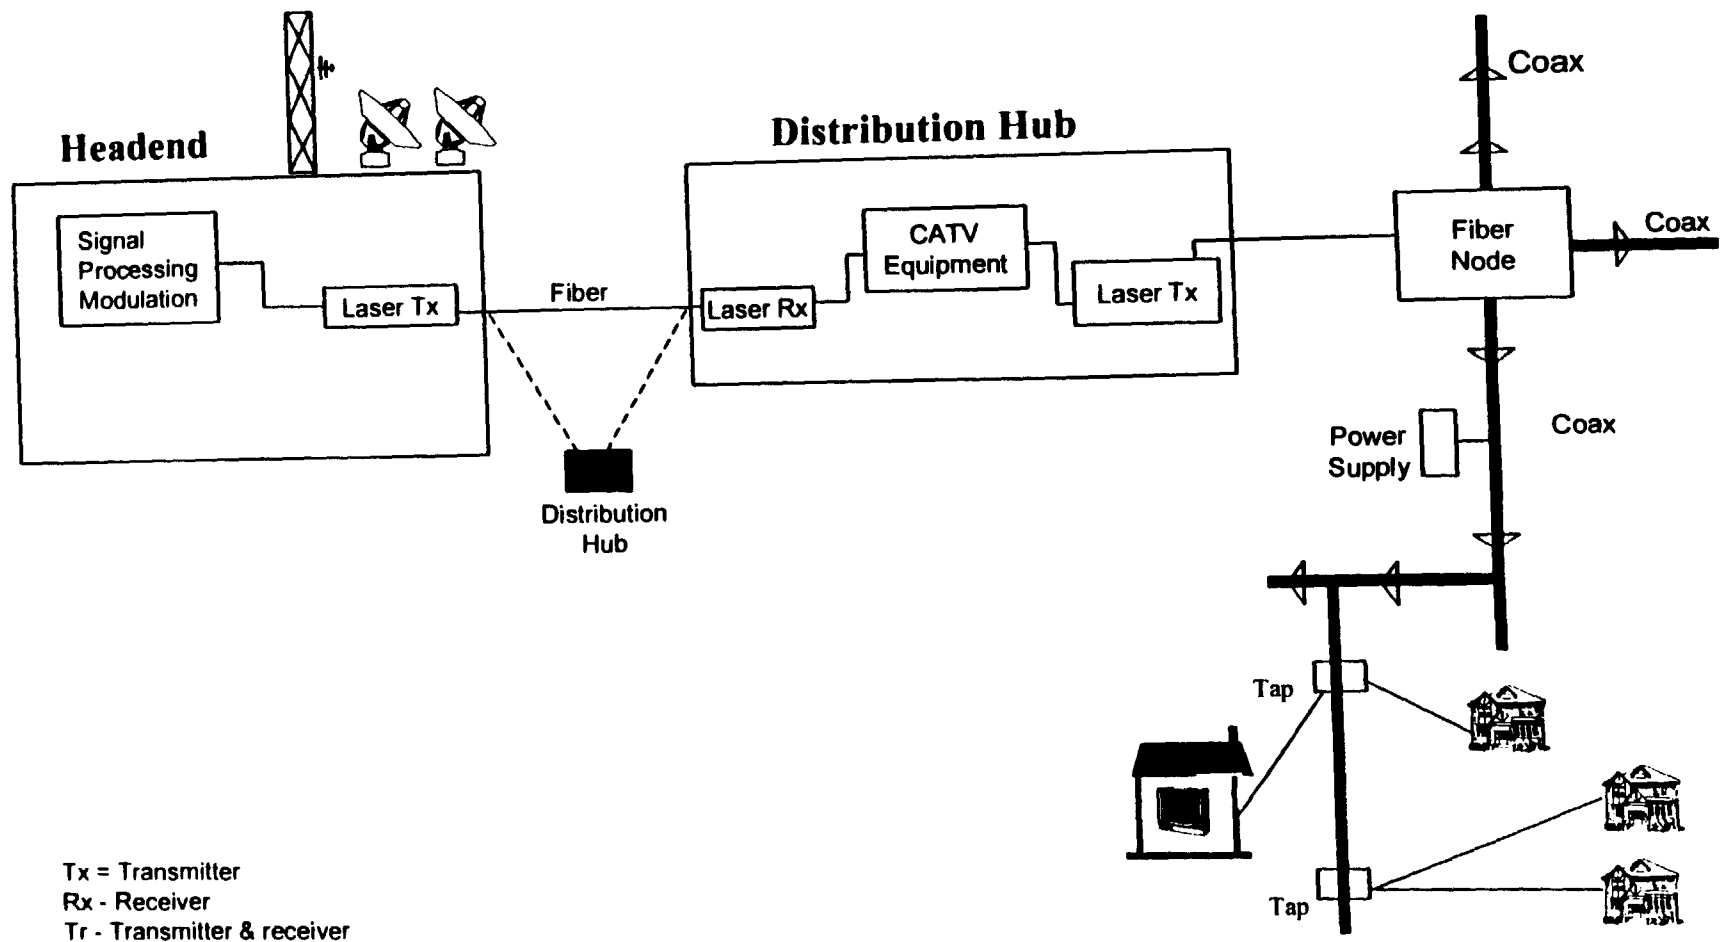 Headend
Signal
Processing
Modulation
Laser Tx
Fiber
Distribution
Hub
Distribution Hub
Laser Rx
CATV
Equipment
Laser Tx
Fiber
Node
Coax
Coax
Coax
Power
Supply
Tap
Tap
Tx = Transmitter
Rx - Receiver
Tr - Transmitter & receiver